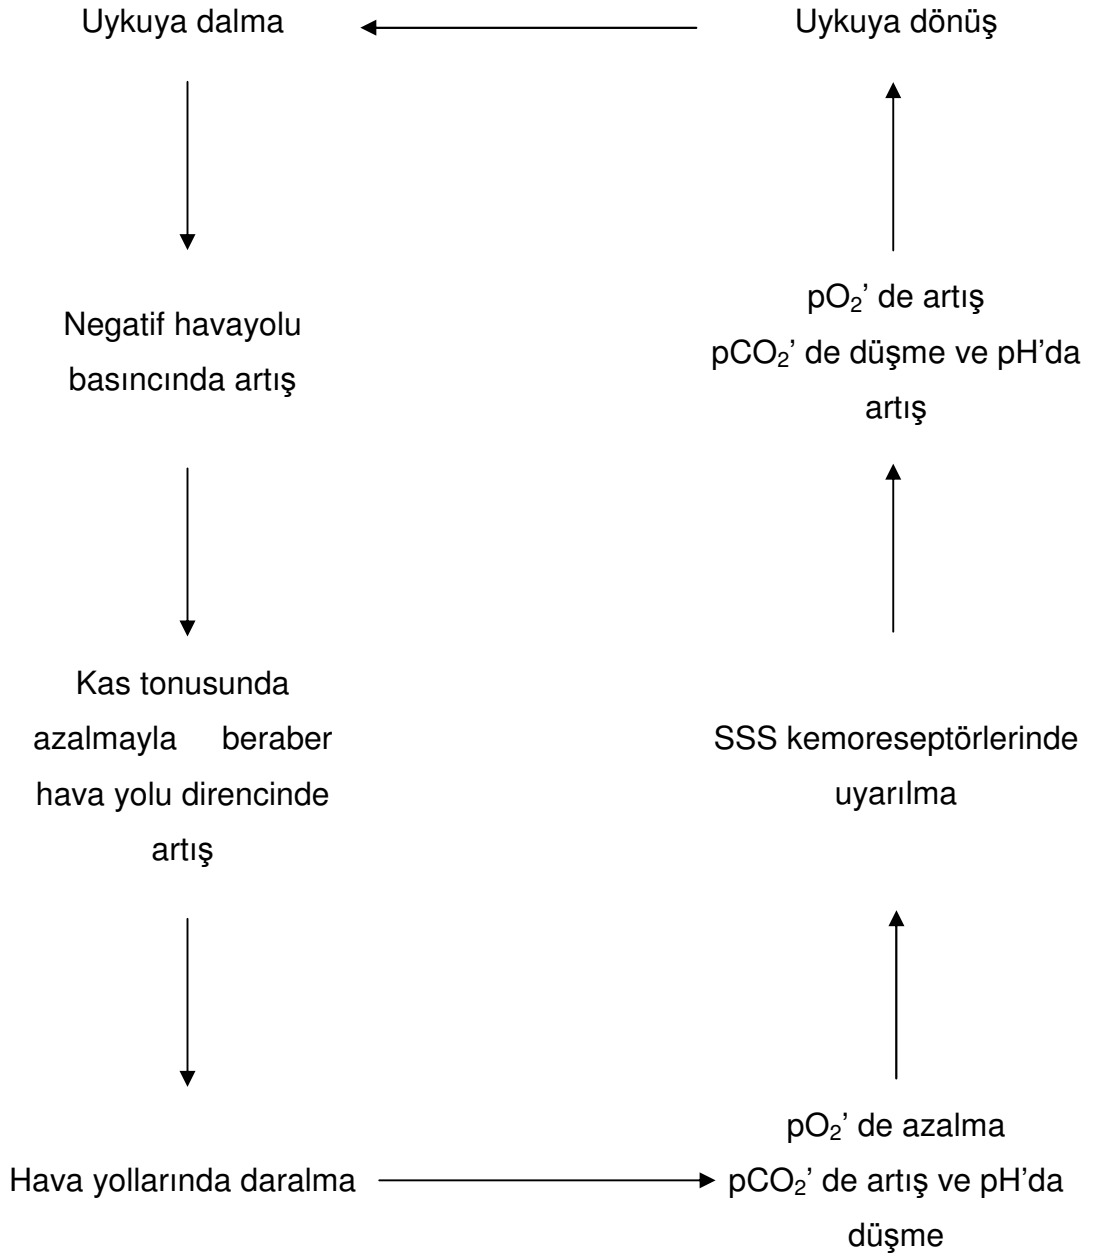 Uykuya dalma
Uykuya dönüş
Negatif havayolu
basıncında artış
pO₂’ de artış
pCO₂’ de düşme ve pH’da
artış
Kas tonusunda
azalmayla beraber
hava yolu direncinde
artış
SSS kemoreseptörlerinde
uyarılma
Hava yollarında daralma
pO₂’ de azalma
pCO₂’ de artış ve pH’da
düşme